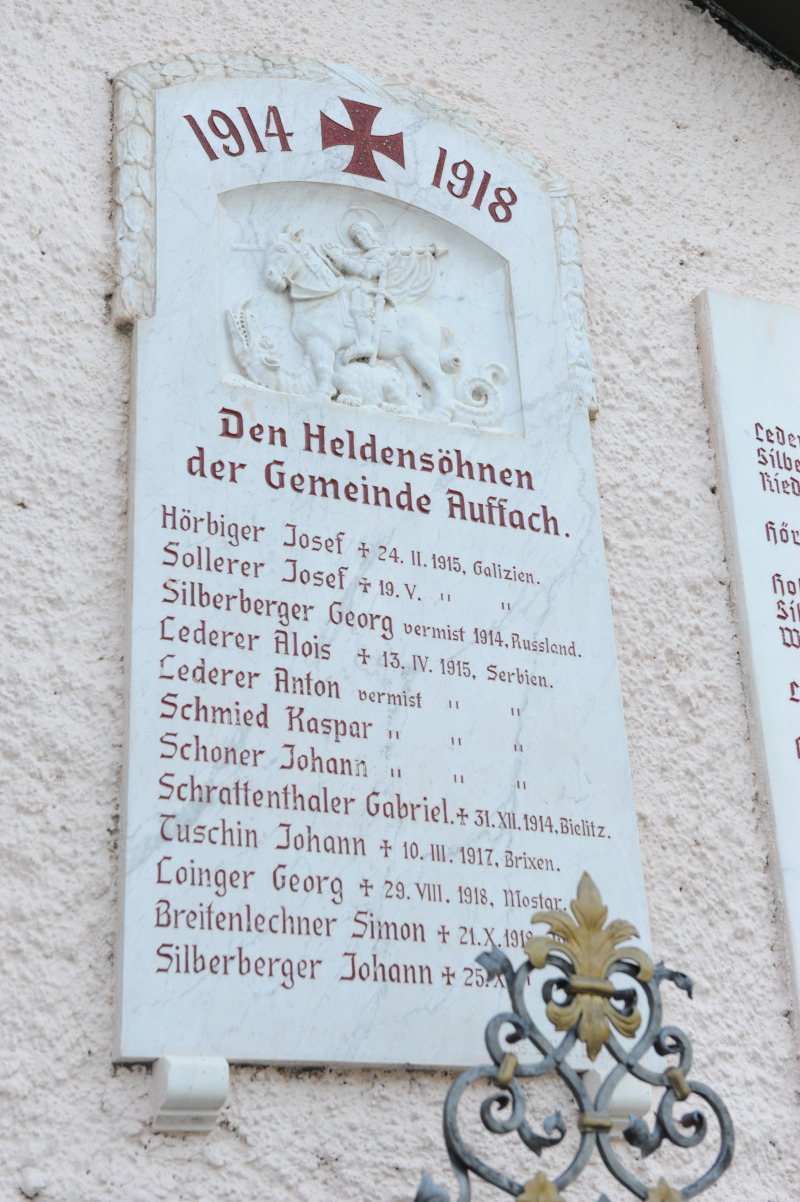 1914 1918
Den Heldensöhnen
der Gemeinde Auffach.
Hörbiger Josef ✝ 24. II. 1915, Galizien.
Sollerer Josef ✝ 19. V. " "
Silberberger Georg vermist 1914, Russland.
Lederer Alois ✝ 13. IV. 1915, Serbien.
Lederer Anton vermist " "
Schmied Kaspar " " "
Schoner Johann " " "
Schrattenthaler Gabriel. ✝ 31. XII. 1914, Bielitz.
Tuschin Johann ✝ 10. III. 1917, Brixen.
Loinger Georg ✝ 29. VIII. 1918, Mostar.
Breitenlechner Simon ✝ 21. X. 1918
Silberberger Johann ✝ 25.